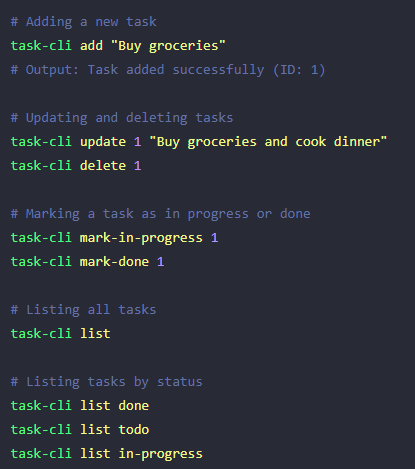 # Adding a new task
task-cli add "Buy groceries"
# Output: Task added successfully (ID: 1)
# Updating and deleting tasks
task-cli update 1 "Buy groceries and cook dinner"
task-cli delete 1
# Marking a task as in progress or done
task-cli mark-in-progress 1
task-cli mark-done 1
# Listing all tasks
task-cli list
# Listing tasks by status
task-cli list done
task-cli list todo
task-cli list in-progress